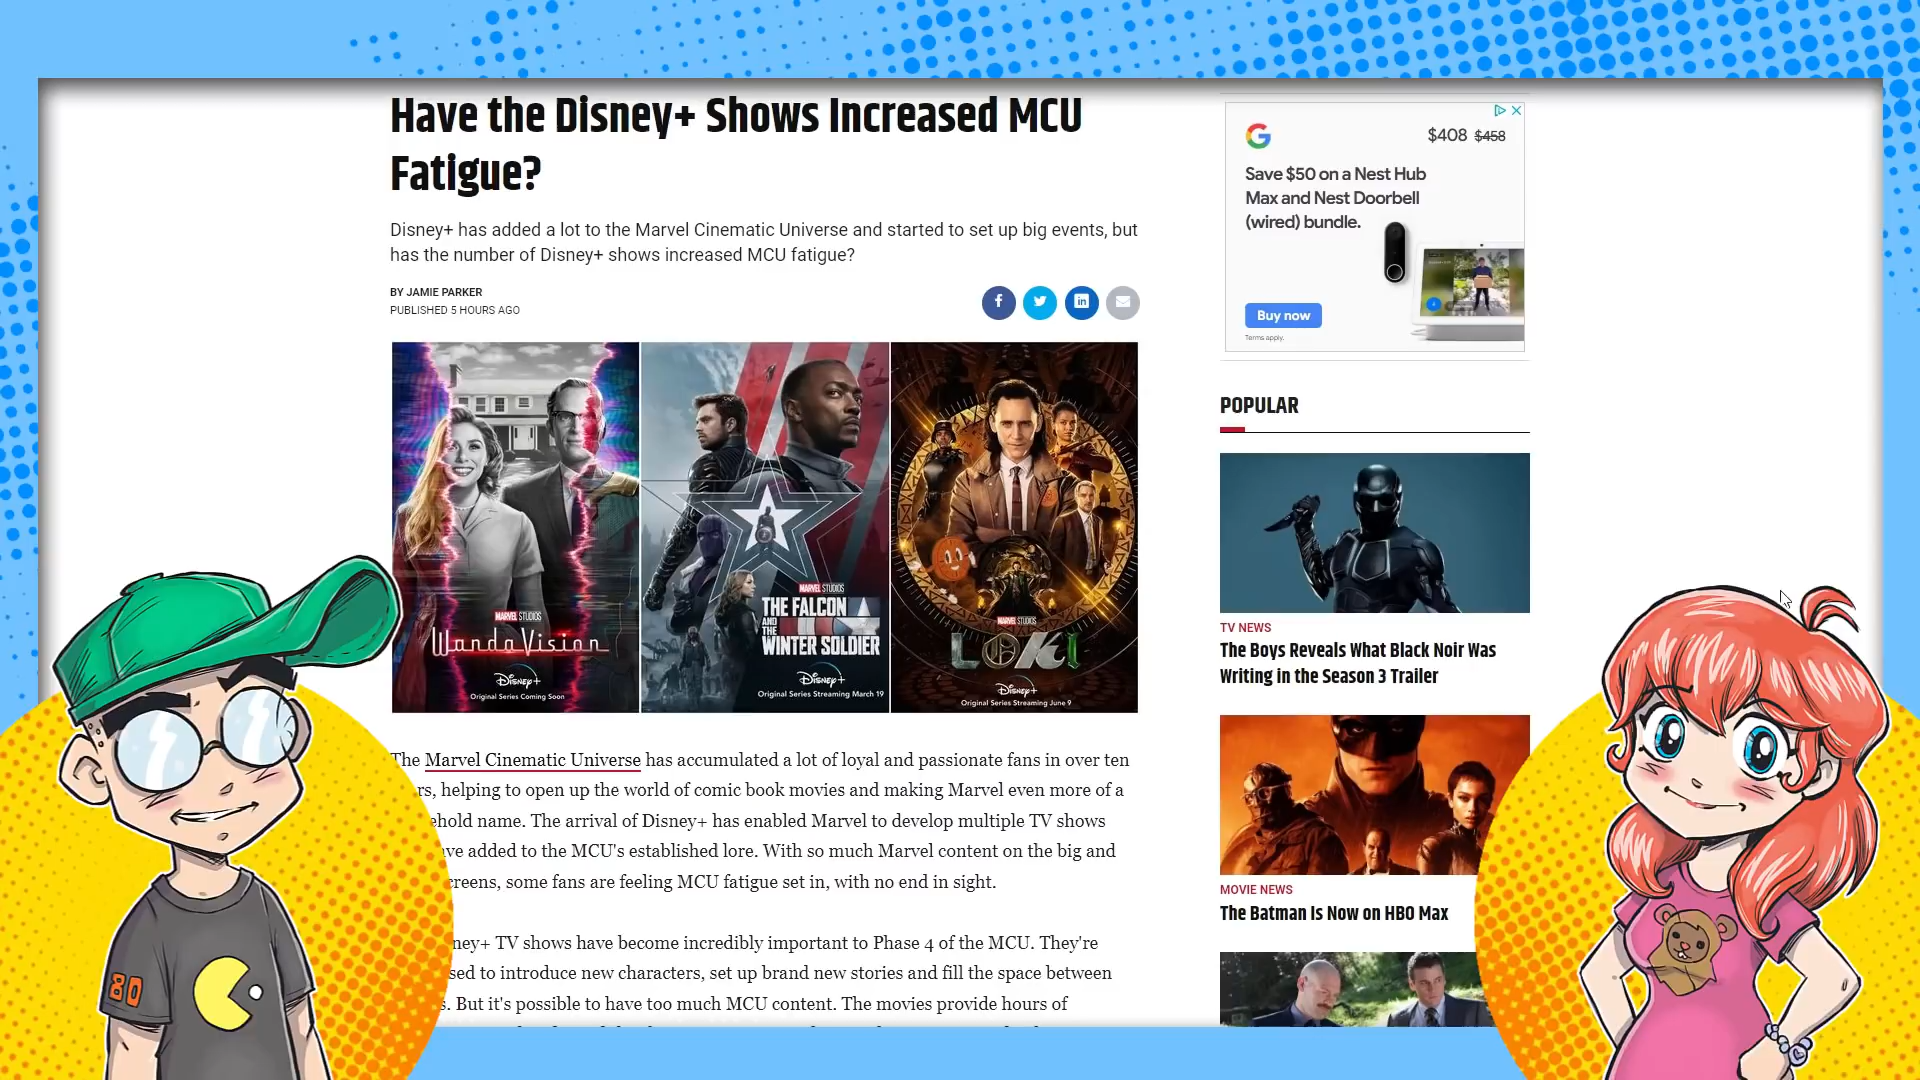 Have the Disney+ Shows Increased MCU
Fatigue?
Disney+ has added a lot to the Marvel Cinematic Universe and started to set up big events, but
has the number of Disney+ shows increased MCU fatigue?
BY JAMIE PARKER
PUBLISHED 5 HOURS AGO
MARVEL STUDIOS
WandaVision
Disney+
Original Series Coming Soon
MARVEL STUDIOS
THE FALCON
AND THE
WINTER SOLDIER
Disney+
Original Series Streaming March 19
MARVEL STUDIOS
LOKI
Disney+
Original Series Streaming June 9
The Marvel Cinematic Universe has accumulated a lot of loyal and passionate fans in over ten
rs, helping to open up the world of comic book movies and making Marvel even more of a
ehold name. The arrival of Disney+ has enabled Marvel to develop multiple TV shows
ve added to the MCU's established lore. With so much Marvel content on the big and
creens, some fans are feeling MCU fatigue set in, with no end in sight.
ney+ TV shows have become incredibly important to Phase 4 of the MCU. They're
sed to introduce new characters, set up brand new stories and fill the space between
s. But it's possible to have too much MCU content. The movies provide hours of
G
$408 $458
Save $50 on a Nest Hub
Max and Nest Doorbell
(wired) bundle.
Buy now
Terms apply.
POPULAR
TV NEWS
The Boys Reveals What Black Noir Was
Writing in the Season 3 Trailer
MOVIE NEWS
The Batman Is Now on HBO Max
80